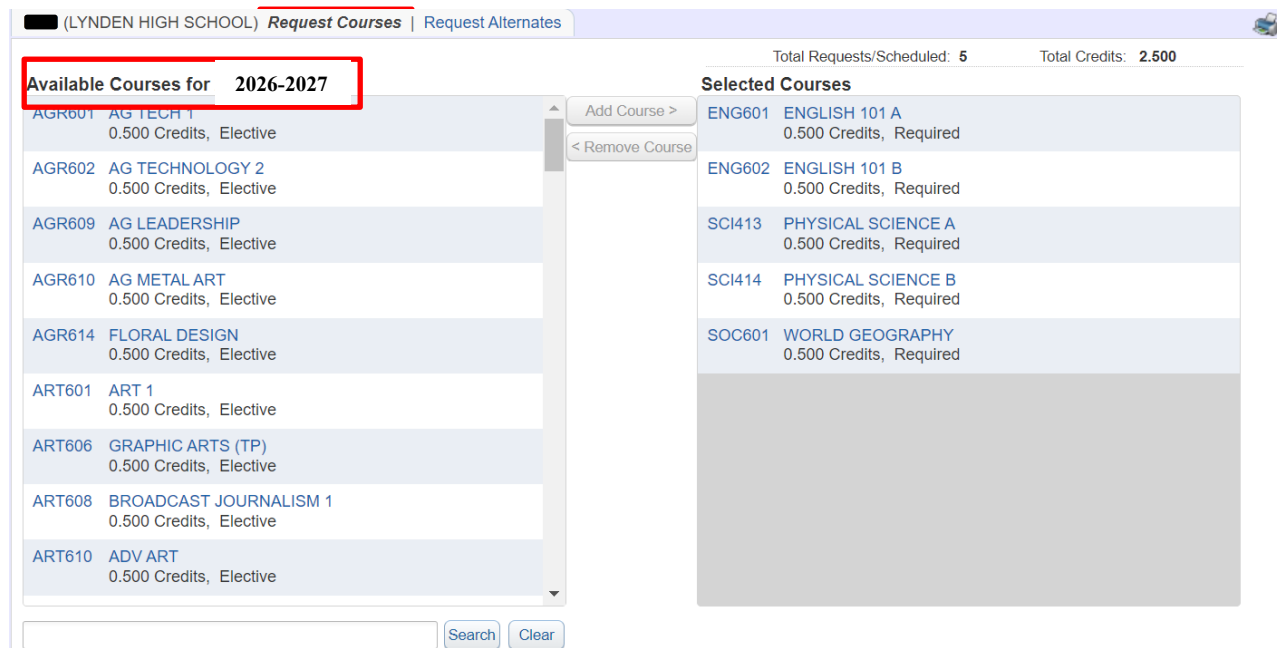 (LYNDEN HIGH SCHOOL) Request Courses | Request Alternates
Total Requests/Scheduled: 5 Total Credits: 2.500
Available Courses for 2026-2027
AGR601 AG TECH 1
0.500 Credits, Elective
AGR602 AG TECHNOLOGY 2
0.500 Credits, Elective
AGR609 AG LEADERSHIP
0.500 Credits, Elective
AGR610 AG METAL ART
0.500 Credits, Elective
AGR614 FLORAL DESIGN
0.500 Credits, Elective
ART601 ART 1
0.500 Credits, Elective
ART606 GRAPHIC ARTS (TP)
0.500 Credits, Elective
ART608 BROADCAST JOURNALISM 1
0.500 Credits, Elective
ART610 ADV ART
0.500 Credits, Elective
Search Clear
Add Course >
< Remove Course
Selected Courses
ENG601 ENGLISH 101 A
0.500 Credits, Required
ENG602 ENGLISH 101 B
0.500 Credits, Required
SCI413 PHYSICAL SCIENCE A
0.500 Credits, Required
SCI414 PHYSICAL SCIENCE B
0.500 Credits, Required
SOC601 WORLD GEOGRAPHY
0.500 Credits, Required